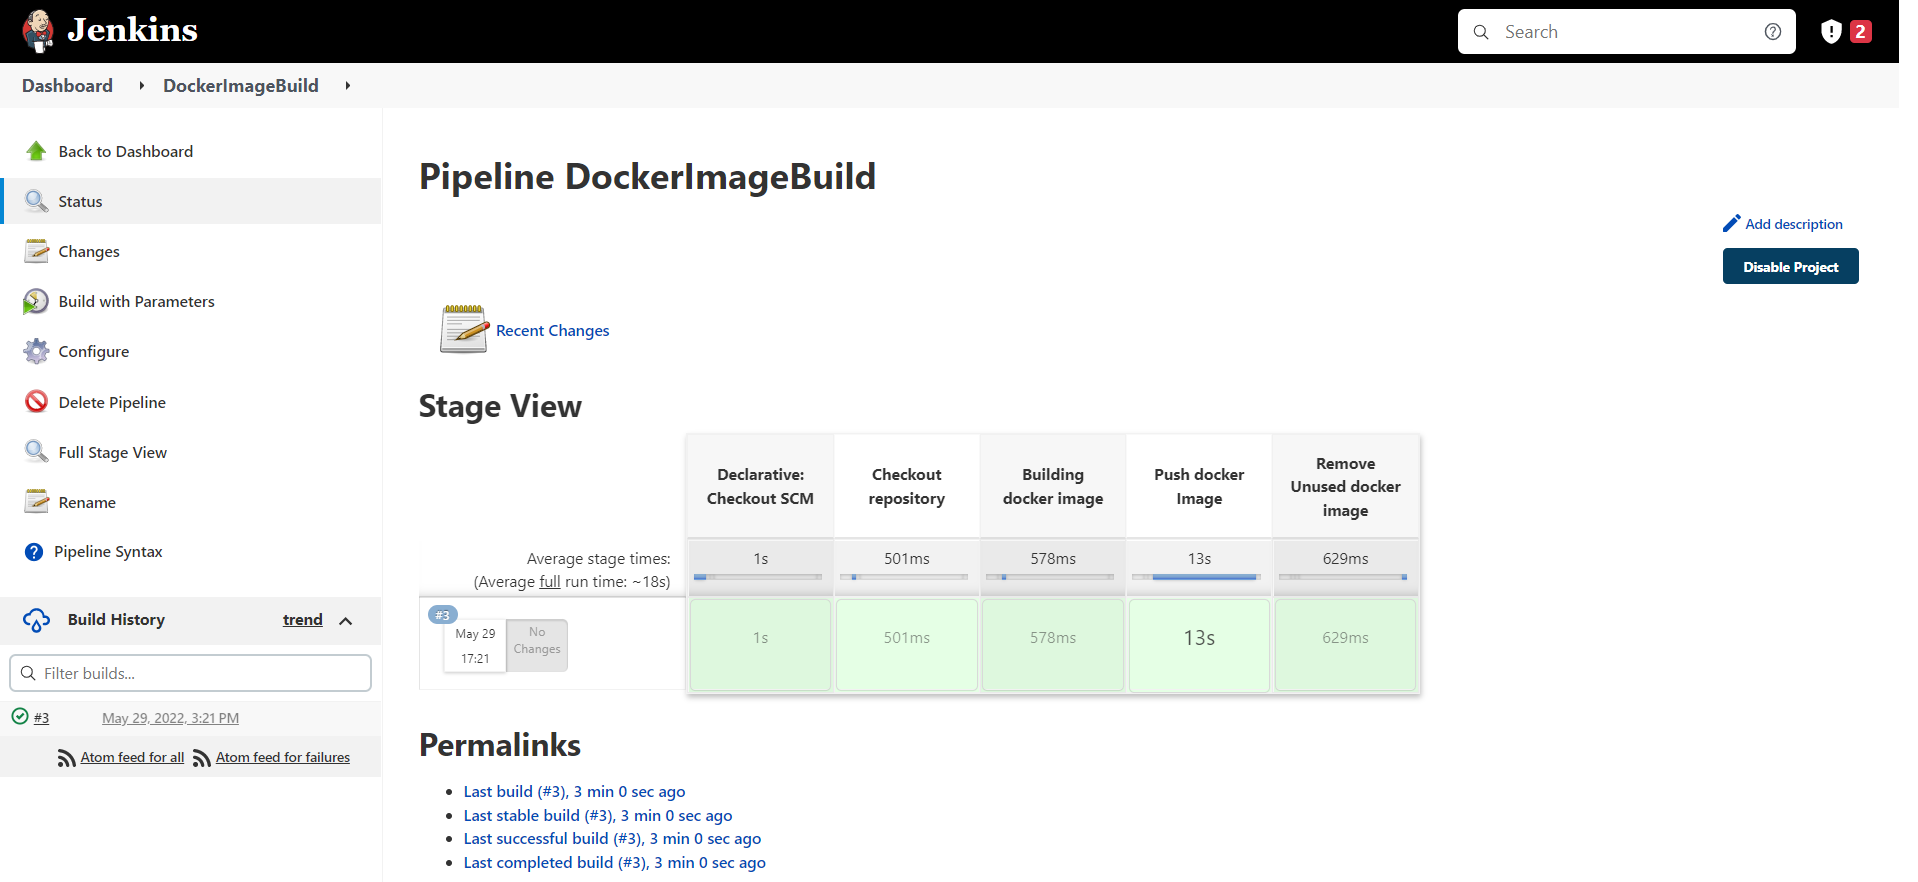 Jenkins
Search
2
Dashboard
DockerImageBuild
Back to Dashboard
Status
Changes
Build with Parameters
Configure
Delete Pipeline
Full Stage View
Rename
Pipeline Syntax
Build History
trend
Filter builds...
#3
May 29, 2022, 3:21 PM
Atom feed for all
Atom feed for failures
Pipeline DockerImageBuild
Add description
Disable Project
Recent Changes
Stage View
Declarative:
Checkout SCM
Checkout
repository
Building
docker image
Push docker
Image
Remove
Unused docker
image
Average stage times:
(Average full run time: ~18s)
1s
501ms
578ms
13s
629ms
#3
May 29
17:21
No
Changes
1s
501ms
578ms
13s
629ms
Permalinks
Last build (#3), 3 min 0 sec ago
Last stable build (#3), 3 min 0 sec ago
Last successful build (#3), 3 min 0 sec ago
Last completed build (#3), 3 min 0 sec ago